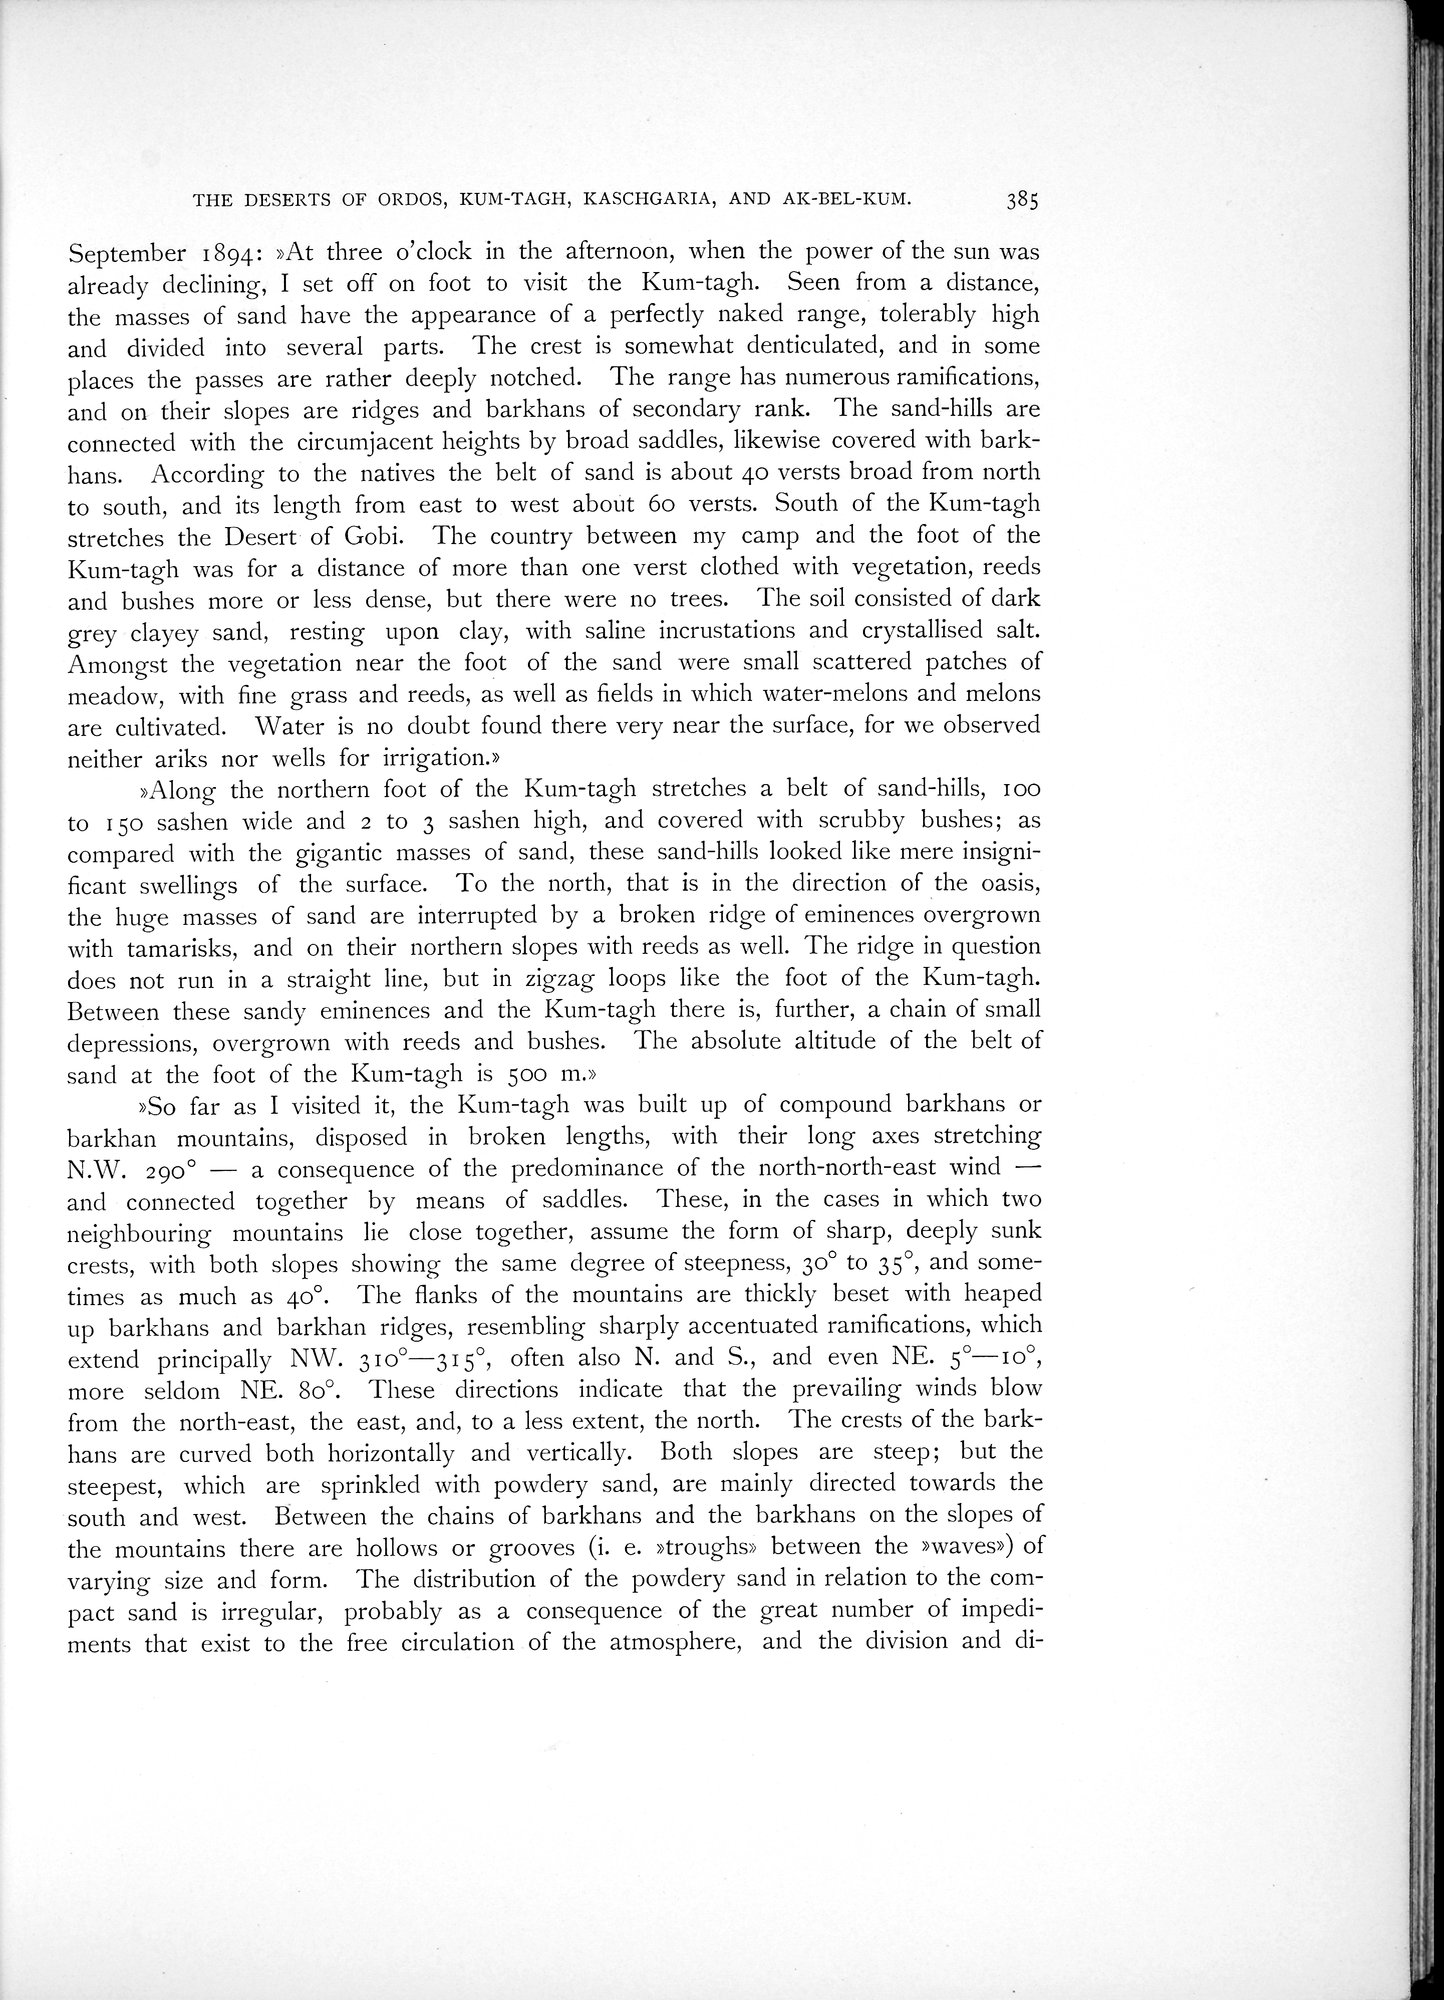 THE DESERTS OF ORDOS, KUM-TAGH, KASCHGARIA, AND AK-BEL-KUM. 385
September 1894: »At three o'clock in the afternoon, when the power of the sun was
already declining, I set off on foot to visit the Kum-tagh. Seen from a distance,
the masses of sand have the appearance of a perfectly naked range, tolerably high
and divided into several parts. The crest is somewhat denticulated, and in some
places the passes are rather deeply notched. The range has numerous ramifications,
and on their slopes are ridges and barkhans of secondary rank. The sand-hills are
connected with the circumjacent heights by broad saddles, likewise covered with bark-
hans. According to the natives the belt of sand is about 40 versts broad from north
to south, and its length from east to west about 60 versts. South of the Kum-tagh
stretches the Desert of Gobi. The country between my camp and the foot of the
Kum-tagh was for a distance of more than one verst clothed with vegetation, reeds
and bushes more or less dense, but there were no trees. The soil consisted of dark
grey clayey sand, resting upon clay, with saline incrustations and crystallised salt.
Amongst the vegetation near the foot of the sand were small scattered patches of
meadow, with fine grass and reeds, as well as fields in which water-melons and melons
are cultivated. Water is no doubt found there very near the surface, for we observed
neither ariks nor wells for irrigation.»
»Along the northern foot of the Kum-tagh stretches a belt of sand-hills, 100
to 150 sashen wide and 2 to 3 sashen high, and covered with scrubby bushes; as
compared with the gigantic masses of sand, these sand-hills looked like mere insigni-
ficant swellings of the surface. To the north, that is in the direction of the oasis,
the huge masses of sand are interrupted by a broken ridge of eminences overgrown
with tamarisks, and on their northern slopes with reeds as well. The ridge in question
does not run in a straight line, but in zigzag loops like the foot of the Kum-tagh.
Between these sandy eminences and the Kum-tagh there is, further, a chain of small
depressions, overgrown with reeds and bushes. The absolute altitude of the belt of
sand at the foot of the Kum-tagh is 500 m.»
»So far as I visited it, the Kum-tagh was built up of compound barkhans or
barkhan mountains, disposed in broken lengths, with their long axes stretching
N.W. 290° — a consequence of the predominance of the north-north-east wind —
and connected together by means of saddles. These, in the cases in which two
neighbouring mountains lie close together, assume the form of sharp, deeply sunk
crests, with both slopes showing the same degree of steepness, 30° to 35°, and some-
times as much as 40°. The flanks of the mountains are thickly beset with heaped
up barkhans and barkhan ridges, resembling sharply accentuated ramifications, which
extend principally NW. 310°—315°, often also N. and S., and even NE. 5°—10°,
more seldom NE. 80°. These directions indicate that the prevailing winds blow
from the north-east, the east, and, to a less extent, the north. The crests of the bark-
hans are curved both horizontally and vertically. Both slopes are steep; but the
steepest, which are sprinkled with powdery sand, are mainly directed towards the
south and west. Between the chains of barkhans and the barkhans on the slopes of
the mountains there are hollows or grooves (i. e. »troughs» between the »waves») of
varying size and form. The distribution of the powdery sand in relation to the com-
pact sand is irregular, probably as a consequence of the great number of impedi-
ments that exist to the free circulation of the atmosphere, and the division and di-